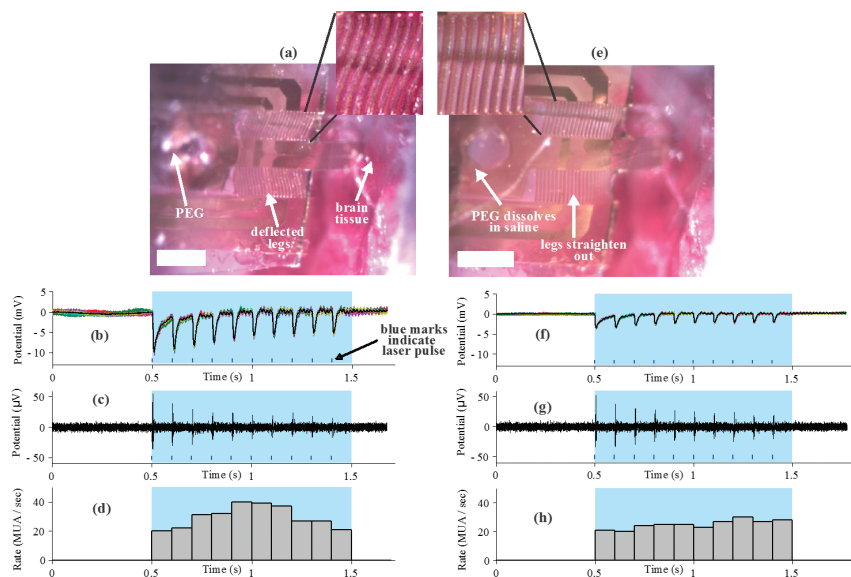 (a)
PEG
deflected
legs
brain
tissue
(e)
PEG dissolves
in saline
legs straighten
out
Potential (mV)
5
0
- 5
- 10
(b)
blue marks
indicate
laser pulse
0
0.5
Time (s)
1
1.5
Potential (µV)
50
0
- 50
(c)
0
0.5
Time (s)
1
1.5
Rate (MUA / sec)
40
20
0
(d)
0
0.5
Time (s)
1
1.5
Potential (mV)
5
0
- 5
- 10
(f)
0
0.5
Time (s)
1
1.5
Potential (µV)
50
0
- 50
(g)
0
0.5
Time (s)
1
1.5
Rate (MUA / sec)
40
20
0
(h)
0
0.5
Time (s)
1
1.5